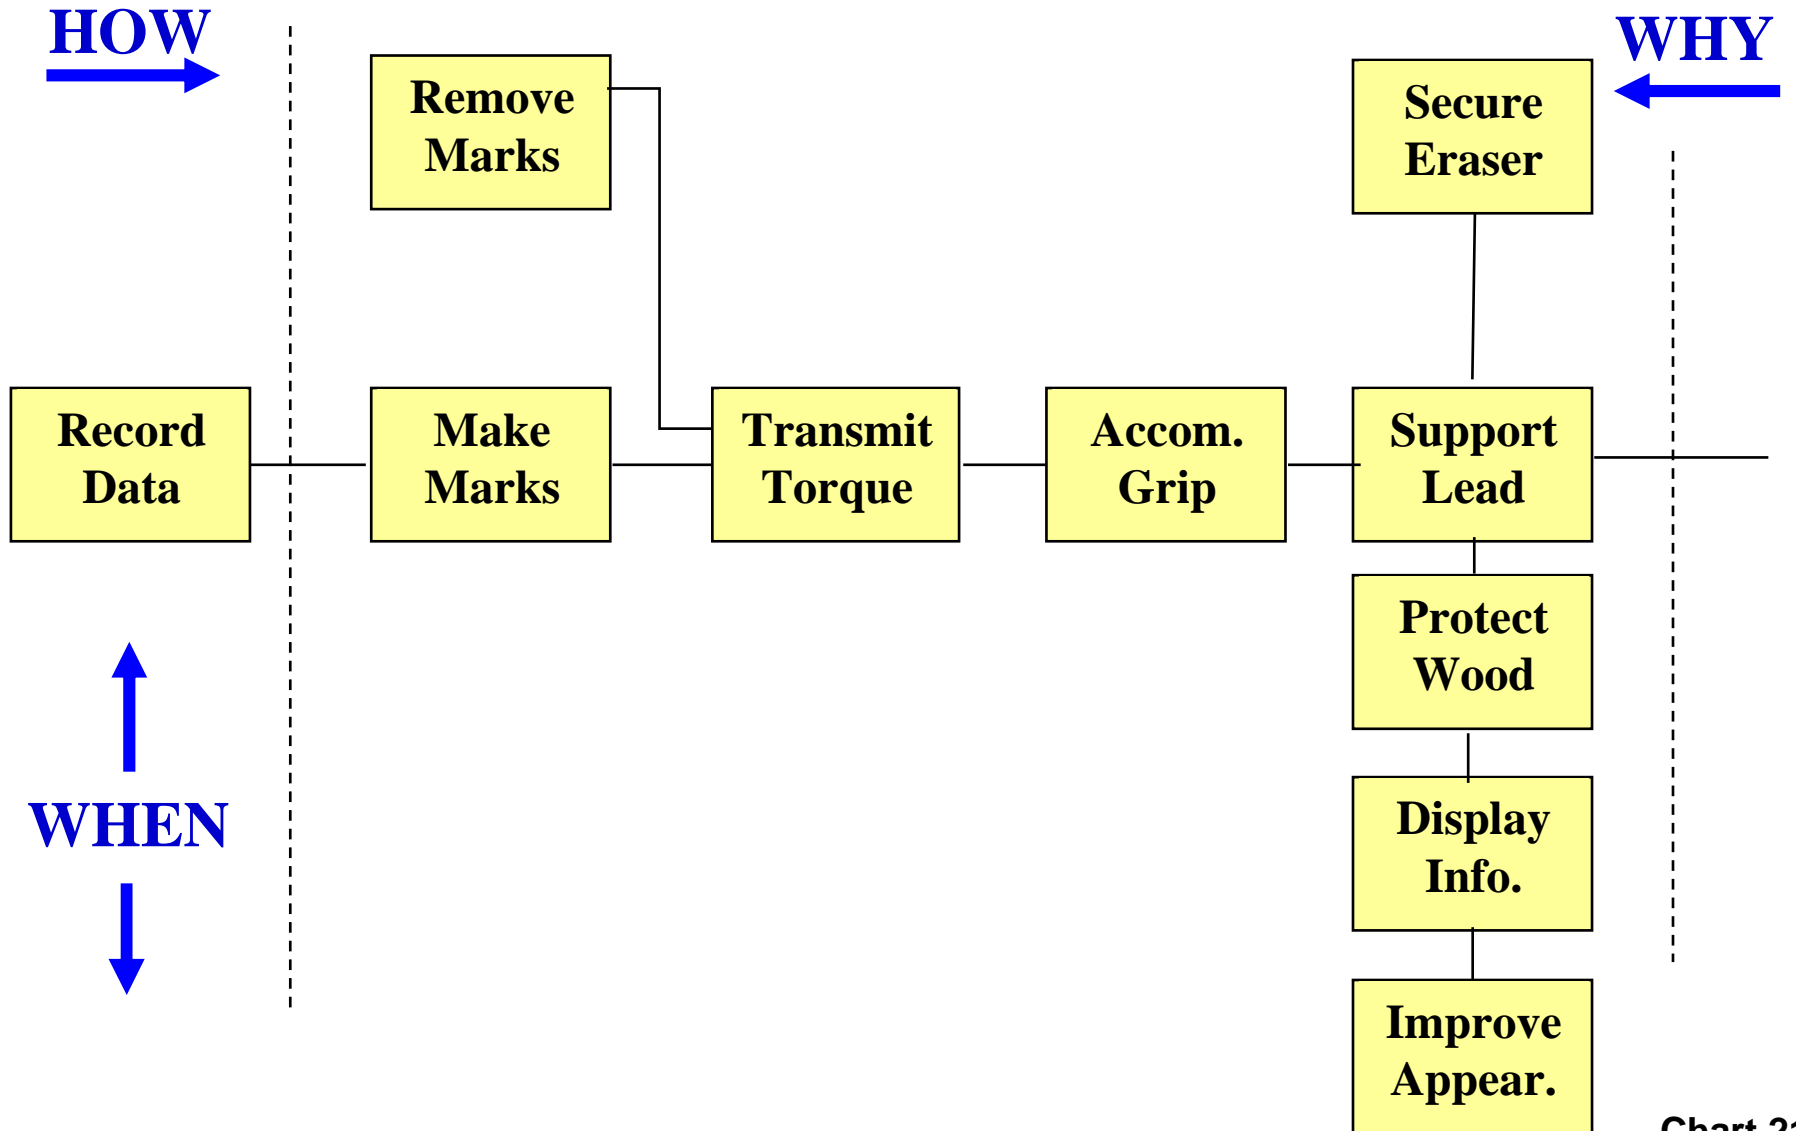 HOW
WHY
Remove
Marks
Secure
Eraser
Record
Data
Make
Marks
Transmit
Torque
Accom.
Grip
Support
Lead
Protect
Wood
WHEN
Display
Info.
Improve
Appear.
Chart